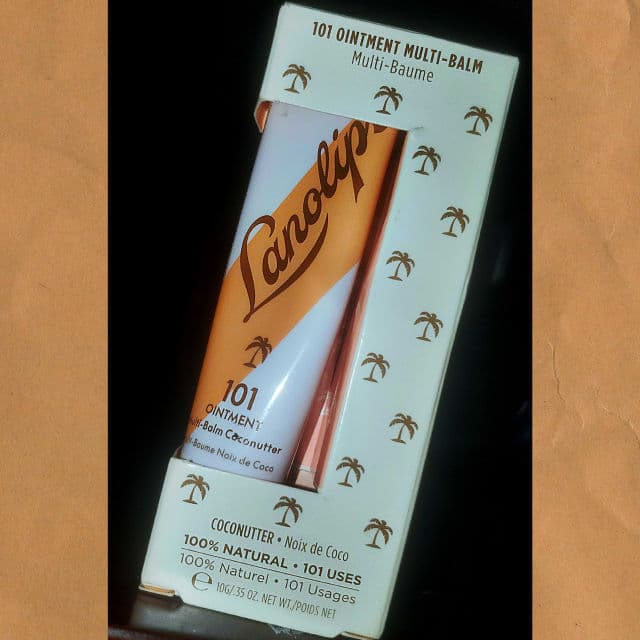 101 OINTMENT MULTI-BALM
Multi-Baume
Lanolips
101
OINTMENT
Multi-Balm Coconutter
Multi-Baume Noix de Coco
COCONUTTER • Noix de Coco
100% NATURAL • 101 USES
100% Naturel • 101 Usages
℮ 10G/.35 OZ. NET WT./POIDS NET